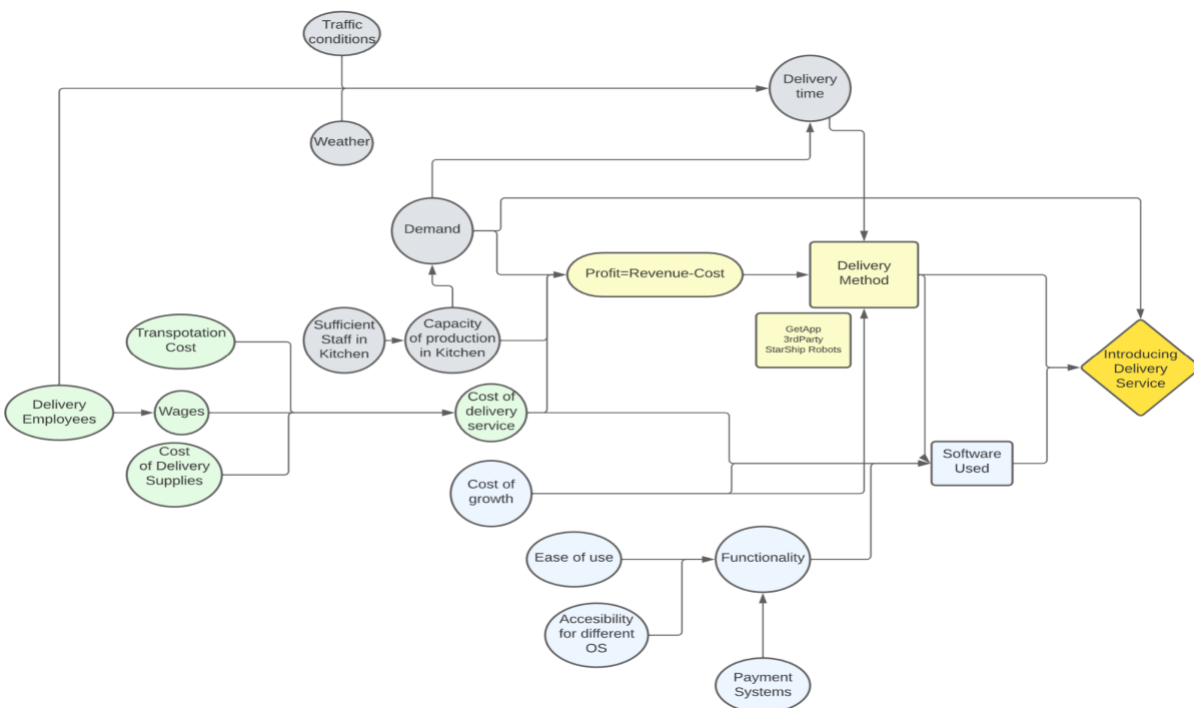 Traffic
conditions
Delivery
time
Weather
Demand
Profit=Revenue-Cost
Delivery
Method
GetApp
3rdParty
StarShip Robots
Sufficient
Staff in
Kitchen
Capacity
of production
in Kitchen
Transpotation
Cost
Introducing
Delivery
Service
Delivery
Employees
Wages
Cost of
delivery
service
Cost
of Delivery
Supplies
Software
Used
Cost of
growth
Ease of use
Functionality
Accesibility
for different
OS
Payment
Systems